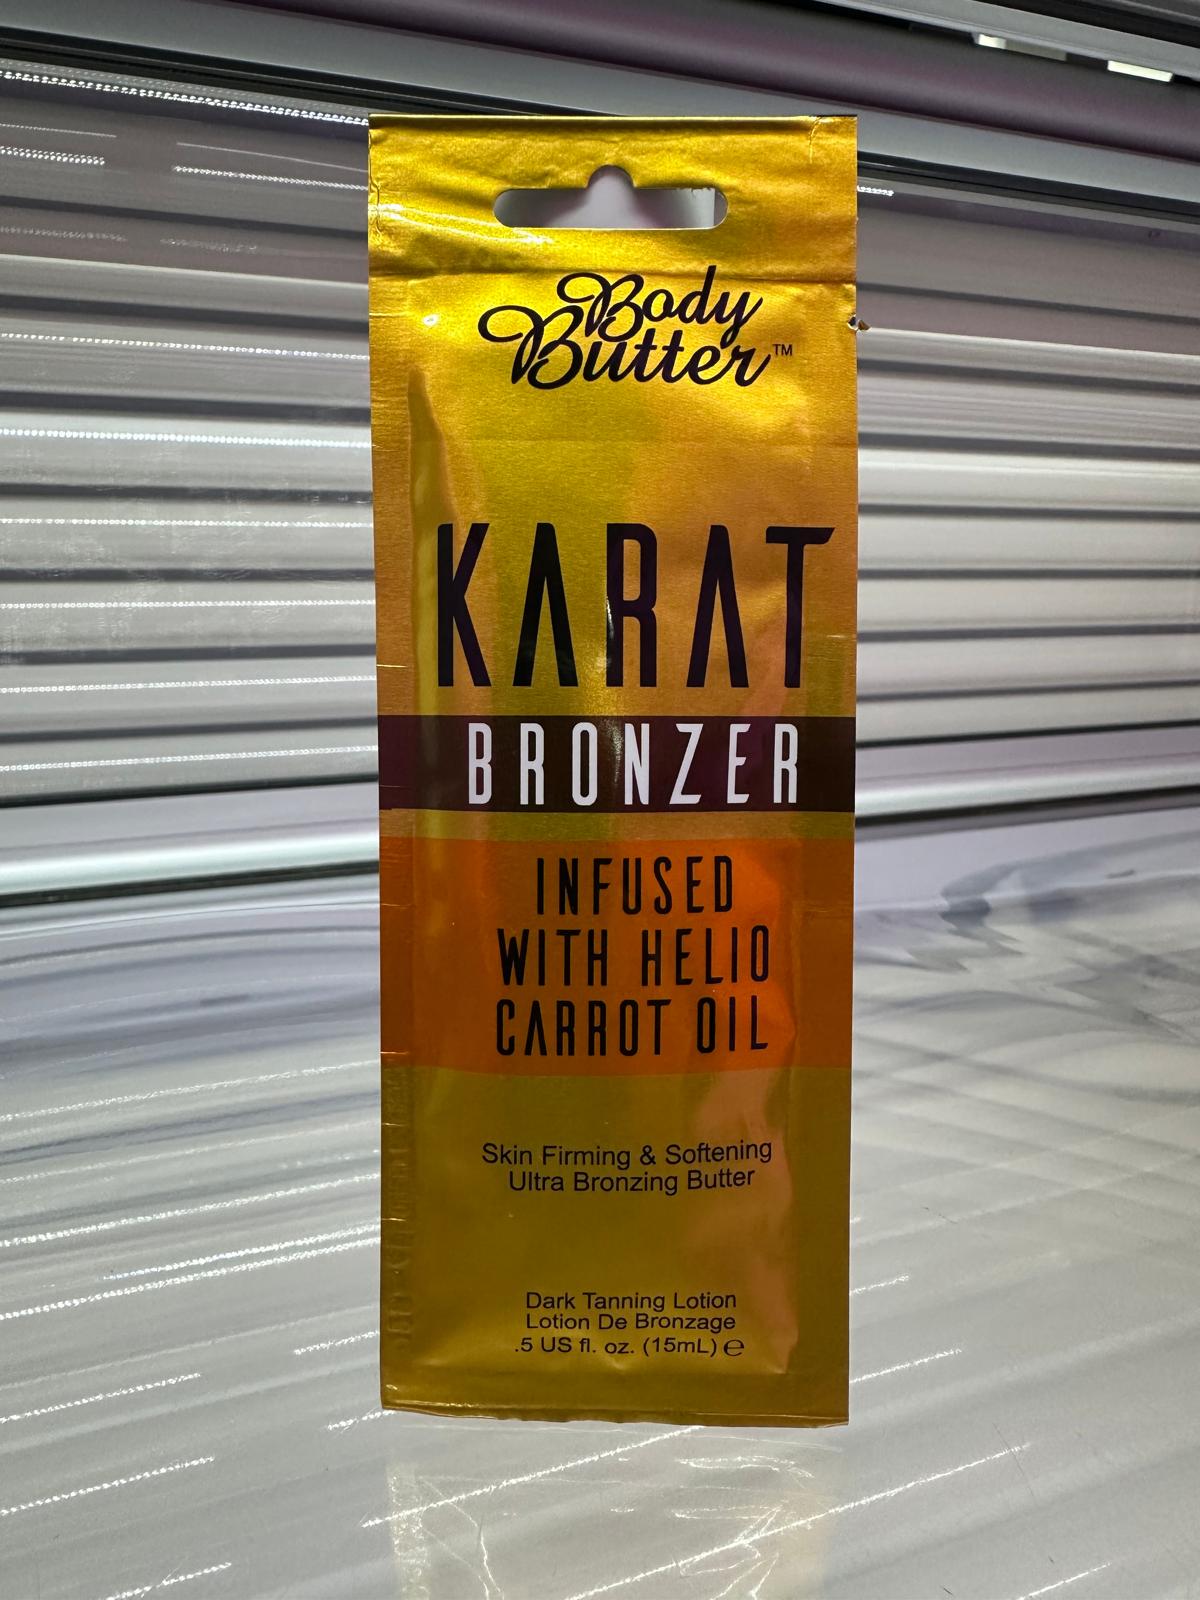 Body
Butter™
KARAT
BRONZER
INFUSED
WITH HELIO
CARROT OIL
Skin Firming & Softening
Ultra Bronzing Butter
Dark Tanning Lotion
Lotion De Bronzage
.5 US fl. oz. (15mL) ℮